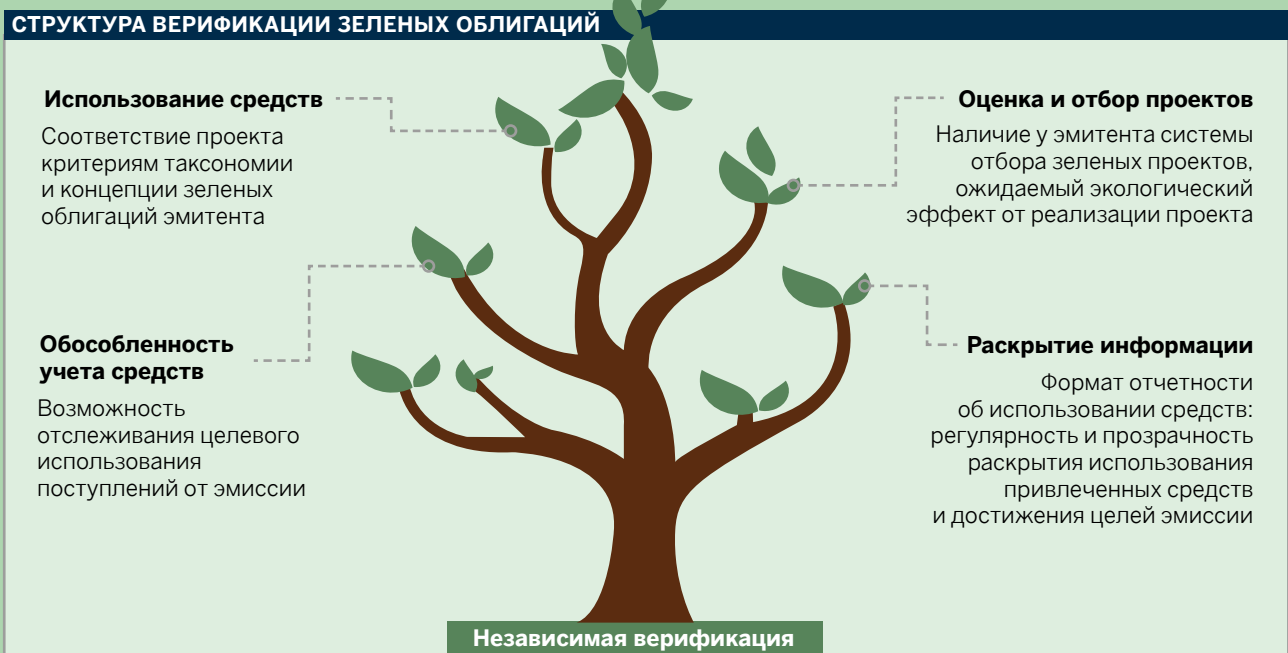 СТРУКТУРА ВЕРИФИКАЦИИ ЗЕЛЕНЫХ ОБЛИГАЦИЙ
Использование средств
Соответствие проекта
критериям таксономии
и концепции зеленых
облигаций эмитента
Оценка и отбор проектов
Наличие у эмитента системы
отбора зеленых проектов,
ожидаемый экологический
эффект от реализации проекта
Обособленность
учета средств
Возможность
отслеживания целевого
использования
поступлений от эмиссии
Раскрытие информации
Формат отчетности
об использовании средств:
регулярность и прозрачность
раскрытия использования
привлеченных средств
и достижения целей эмиссии
Независимая верификация